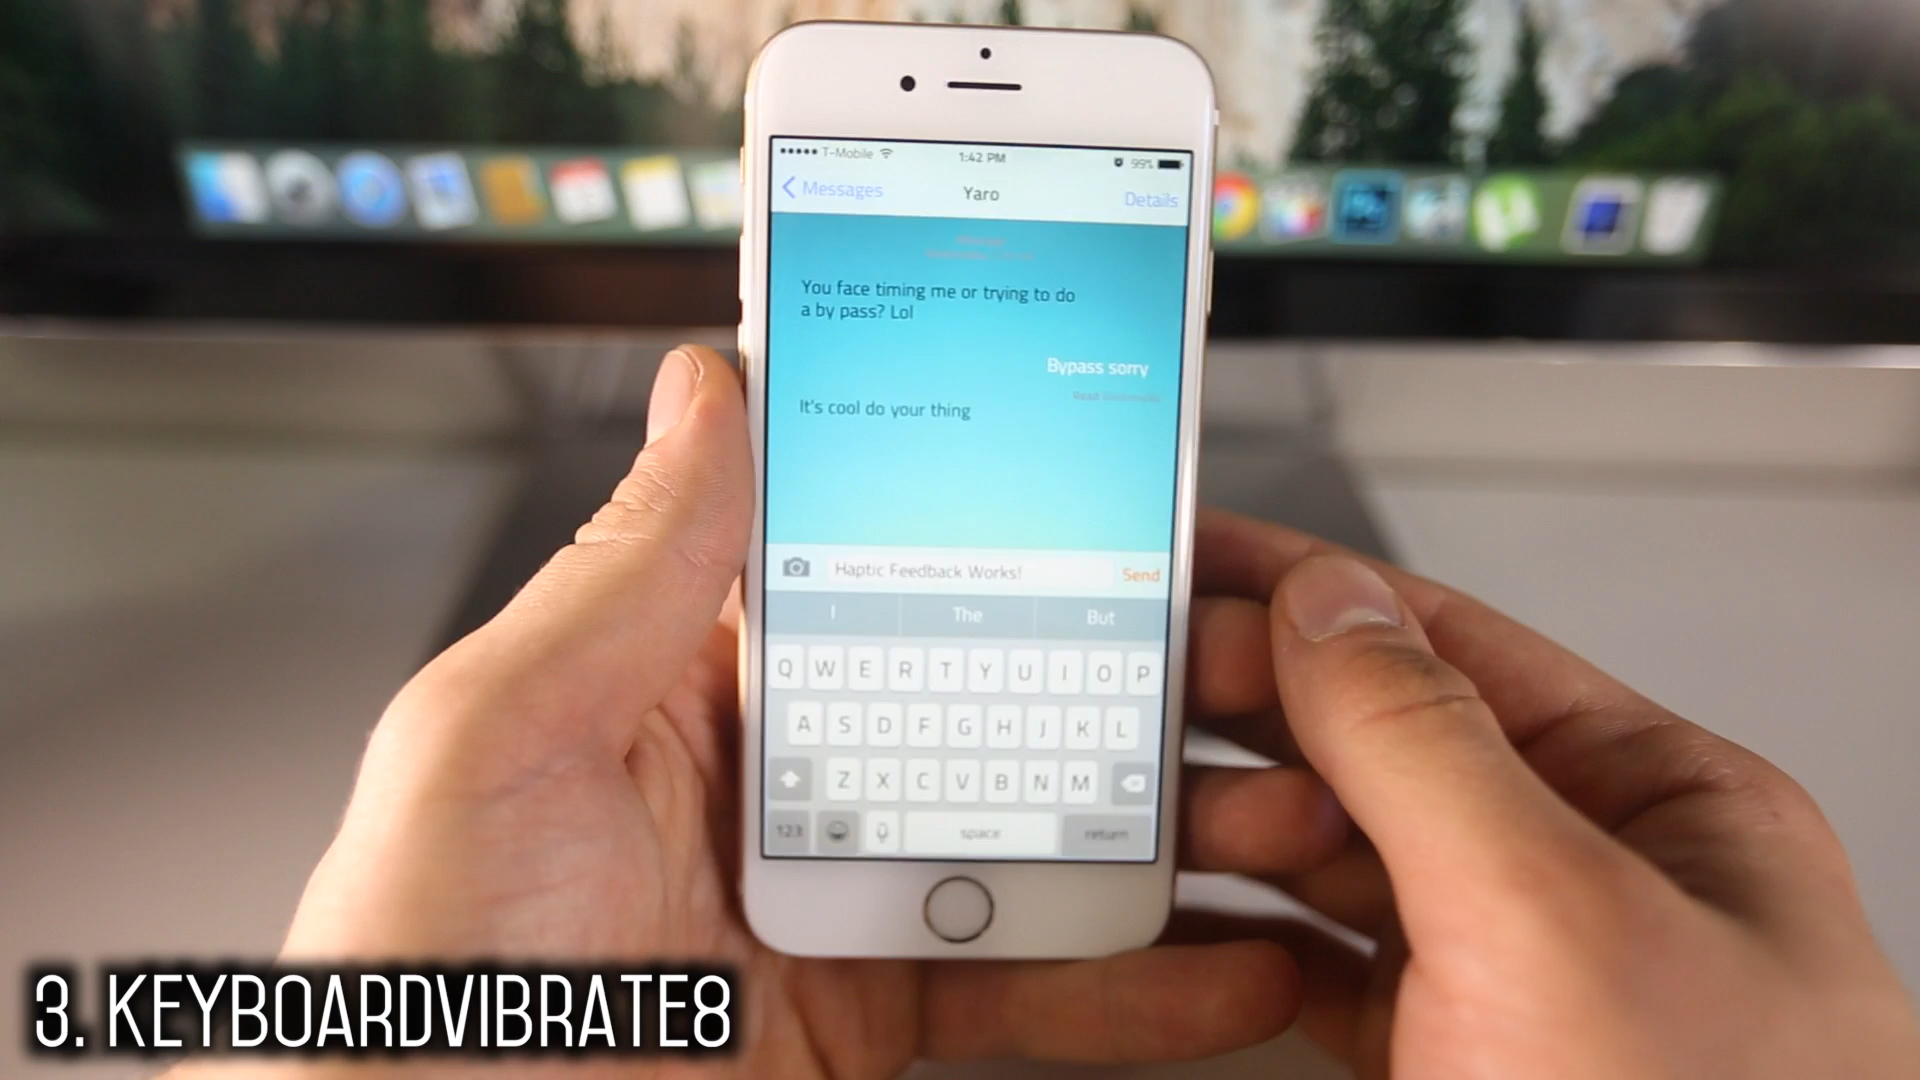 T-Mobile 1:42 PM 99%
Messages Yaro Details
You face timing me or trying to do
a by pass? Lol
Bypass sorry
Read
It's cool do your thing
Haptic Feedback Works! Send
I The But
Q W E R T Y U I O P
A S D F G H J K L
Z X C V B N M
123 space return
3. KEYBOARDVIBRATE8